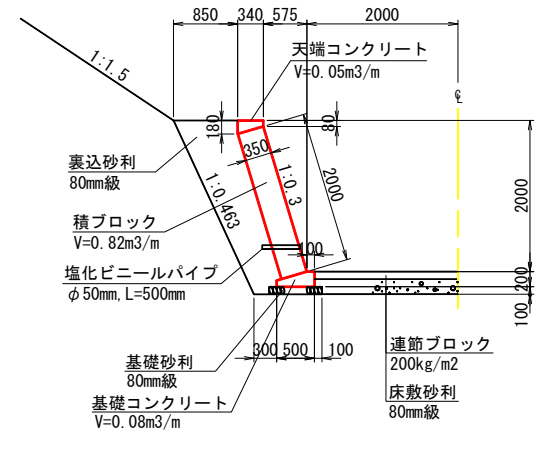 850 340 575 2000
天端コンクリート
V=0.05m3/m
1:1.5
℄
180
80
350
裏込砂利
80mm級
1:0.463
1:0.3
2000
2000
積ブロック
V=0.82m3/m
100
塩化ビニールパイプ
φ50mm,L=500mm
200
100
300 500 100
連節ブロック
200kg/m2
基礎砂利
80mm級
床敷砂利
80mm級
基礎コンクリート
V=0.08m3/m